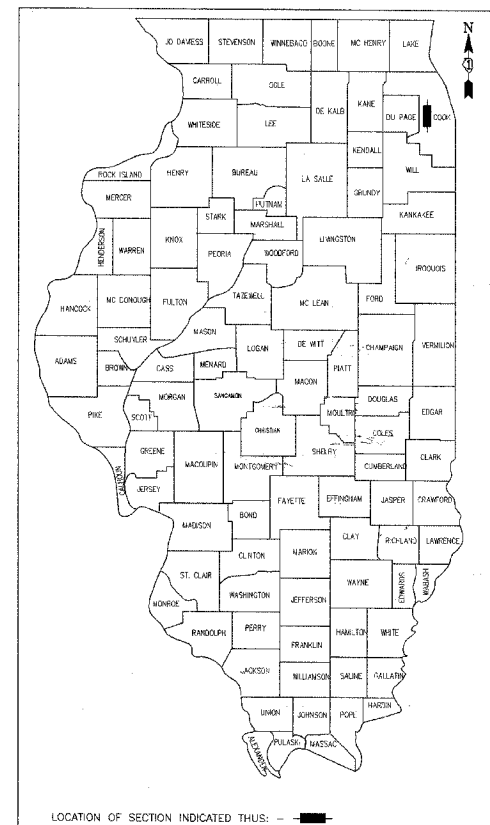 N
JO DAVIESS STEVENSON WINNEBAGO BOONE MC HENRY LAKE
CARROLL OGLE
DE KALB KANE
DU PAGE COOK
WHITESIDE LEE
KENDALL
WILL
ROCK ISLAND HENRY BUREAU LA SALLE
GRUNDY
MERCER
PUTNAM
KANKAKEE
STARK
MARSHALL
HENDERSON WARREN KNOX
LIVINGSTON
PEORIA WOODFORD
IROQUOIS
TAZEWELL
HANCOCK MC DONOUGH FULTON MC LEAN FORD
MASON
SCHUYLER
LOGAN DE WITT
CHAMPAIGN VERMILION
ADAMS
BROWN CASS MENARD
PIATT
MACON
MORGAN SANGAMON
DOUGLAS
PIKE SCOTT
MOULTRIE
EDGAR
CHRISTIAN
COLES
GREENE MACOUPIN
SHELBY
CLARK
MONTGOMERY
CUMBERLAND
CALHOUN JERSEY
FAYETTE EFFINGHAM JASPER CRAWFORD
MADISON BOND
CLAY RICHLAND LAWRENCE
MARION
CLINTON
ST. CLAIR
WAYNE EDWARDS WABASH
WASHINGTON
MONROE
JEFFERSON
RANDOLPH PERRY
HAMILTON WHITE
FRANKLIN
JACKSON
WILLIAMSON SALINE GALLATIN
HARDIN
UNION JOHNSON POPE
ALEXANDER PULASKI MASSAC
LOCATION OF SECTION INDICATED THUS: -